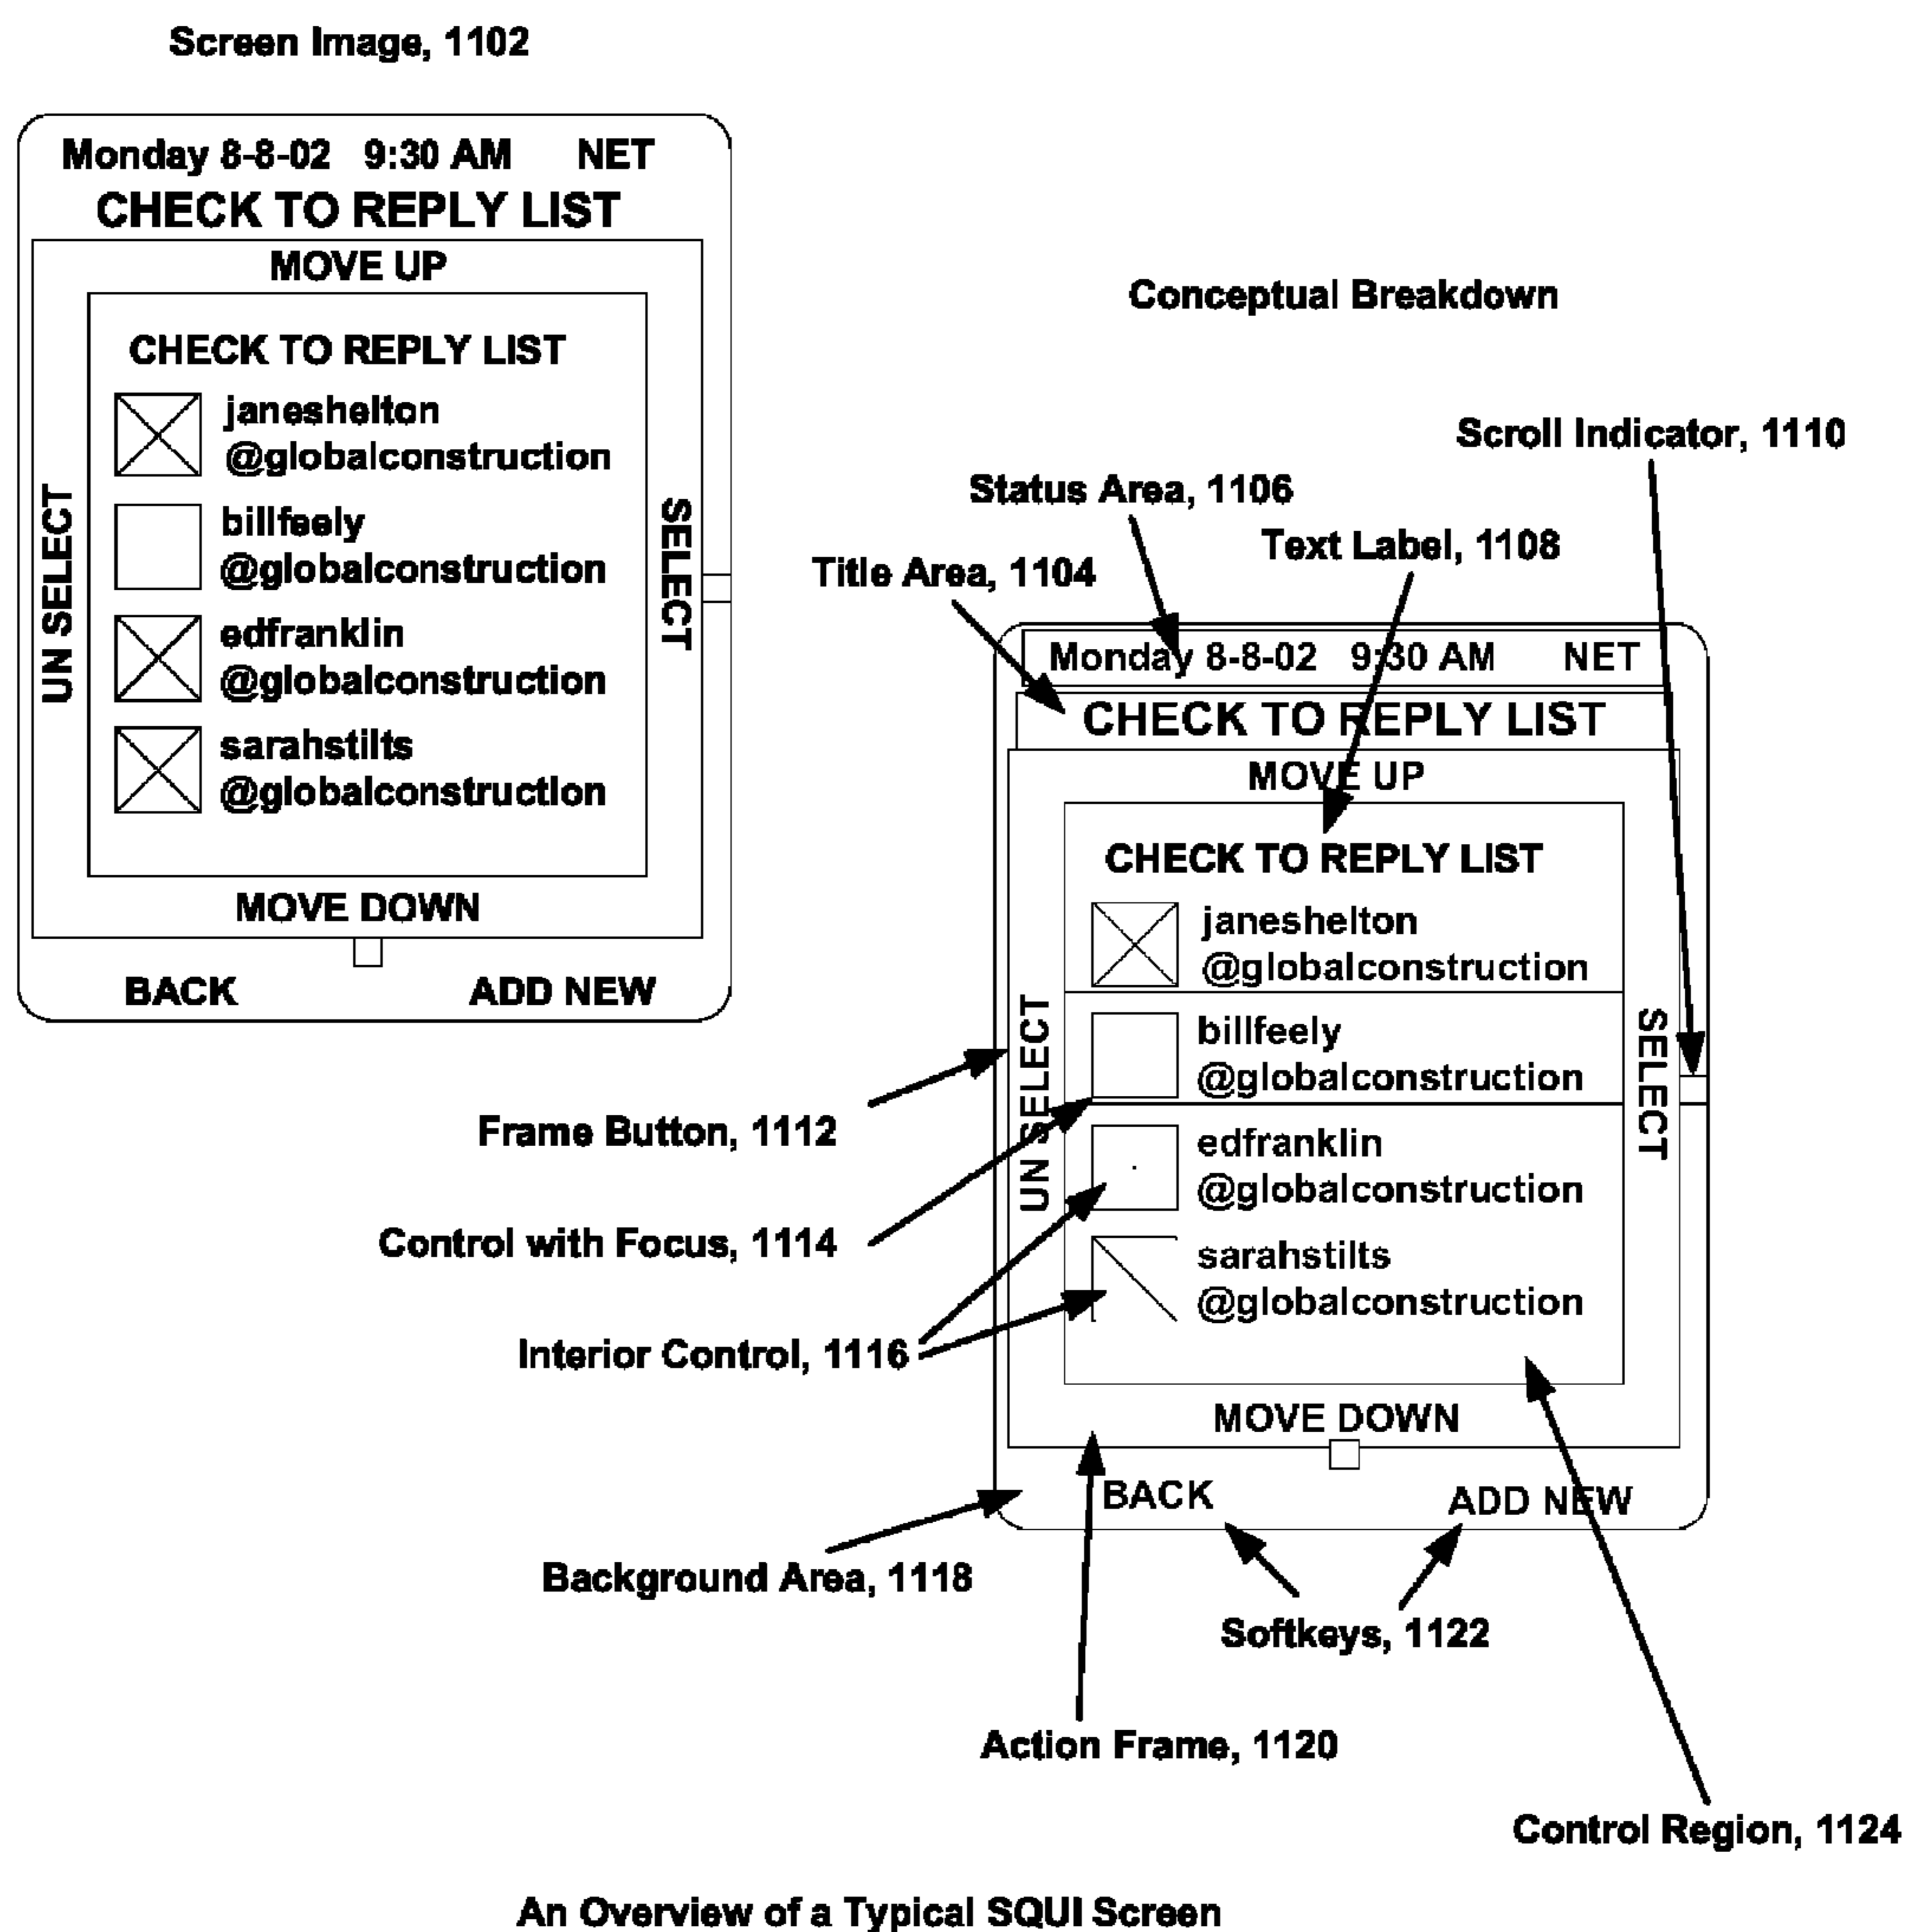 Screen Image, 1102
Monday 8-8-02 9:30 AM NET
CHECK TO REPLY LIST
MOVE UP
CHECK TO REPLY LIST
janeshelton
@globalconstruction
billfeely
@globalconstruction
edfranklin
@globalconstruction
sarahstilts
@globalconstruction
UN SELECT
SELECT
MOVE DOWN
BACK ADD NEW
Conceptual Breakdown
Scroll Indicator, 1110
Status Area, 1106
Text Label, 1108
Title Area, 1104
Monday 8-8-02 9:30 AM NET
CHECK TO REPLY LIST
MOVE UP
CHECK TO REPLY LIST
janeshelton
@globalconstruction
billfeely
@globalconstruction
edfranklin
@globalconstruction
sarahstilts
@globalconstruction
UN SELECT
SELECT
MOVE DOWN
BACK ADD NEW
Frame Button, 1112
Control with Focus, 1114
Interior Control, 1116
Background Area, 1118
Softkeys, 1122
Action Frame, 1120
Control Region, 1124
An Overview of a Typical SQUI Screen